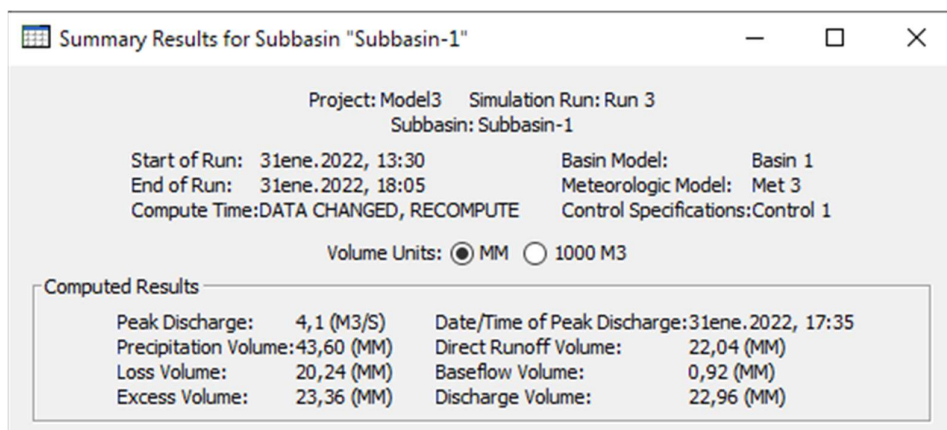 Summary Results for Subbasin "Subbasin-1"
Project: Model3 Simulation Run: Run 3
Subbasin: Subbasin-1
Start of Run: 31ene.2022, 13:30 Basin Model: Basin 1
End of Run: 31ene.2022, 18:05 Meteorologic Model: Met 3
Compute Time:DATA CHANGED, RECOMPUTE Control Specifications:Control 1
Volume Units: MM 1000 M3
Computed Results
Peak Discharge: 4,1 (M3/S) Date/Time of Peak Discharge:31ene.2022, 17:35
Precipitation Volume:43,60 (MM) Direct Runoff Volume: 22,04 (MM)
Loss Volume: 20,24 (MM) Baseflow Volume: 0,92 (MM)
Excess Volume: 23,36 (MM) Discharge Volume: 22,96 (MM)